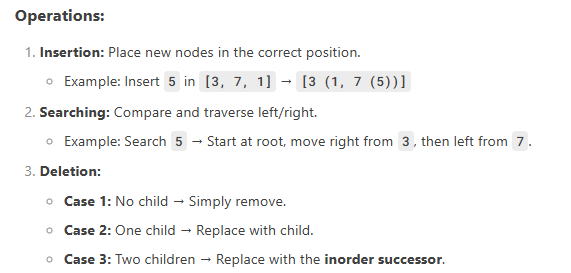 Operations:
1. Insertion: Place new nodes in the correct position.
○ Example: Insert 5 in [3, 7, 1] → [3 (1, 7 (5))]
2. Searching: Compare and traverse left/right.
○ Example: Search 5 → Start at root, move right from 3, then left from 7.
3. Deletion:
○ Case 1: No child → Simply remove.
○ Case 2: One child → Replace with child.
○ Case 3: Two children → Replace with the inorder successor.